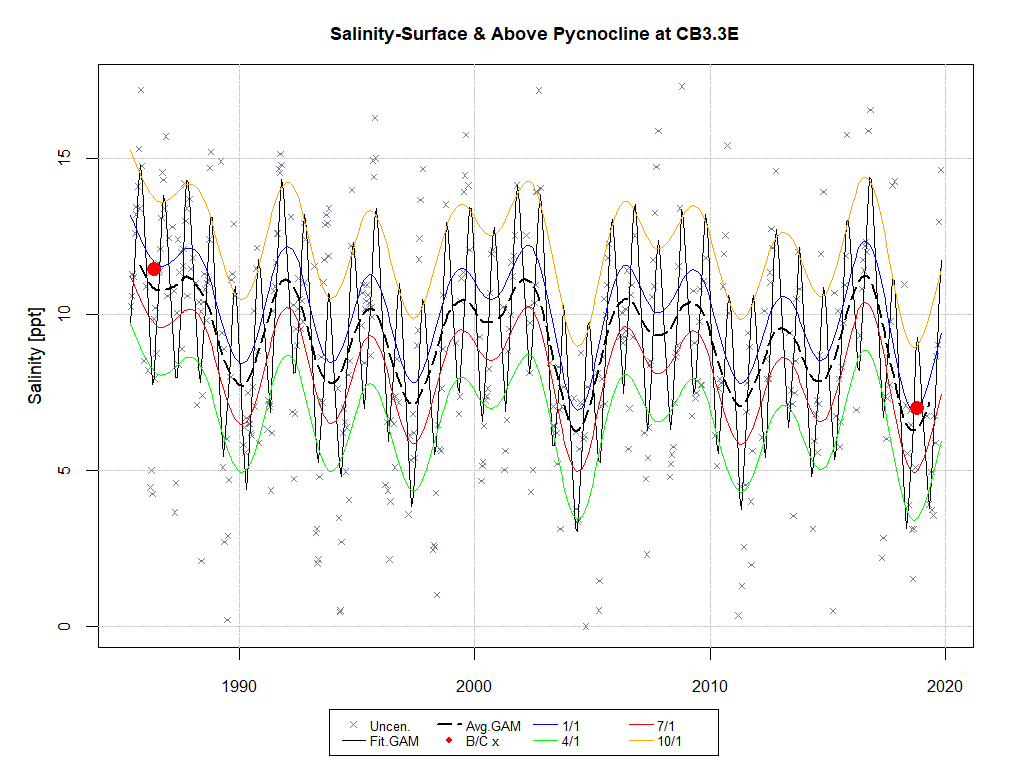 Salinity-Surface & Above Pycnocline at CB3.3E
Salinity [ppt]
15
10
5
0
1990 2000 2010 2020
Uncen. Avg.GAM 1/1 7/1
Fit.GAM B/C x 4/1 10/1